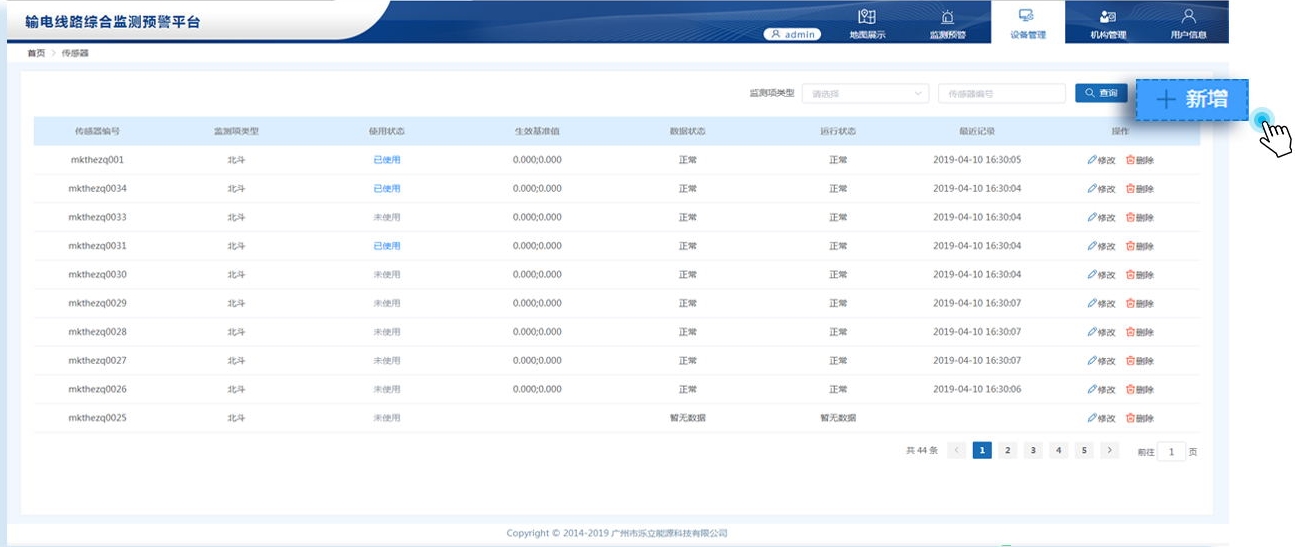 输电线路综合监测预警平台
admin
地图展示
监测预警
设备管理
机构管理
用户信息
首页 > 传感器
监测项类型 请选择 传感器编号 查询 新增
传感器编号 监测项类型 使用状态 生效基准值 数据状态 运行状态 最近记录 操作
mkthezq001 北斗 已使用 0.000;0.000 正常 正常 2019-04-10 16:30:05 修改 删除
mkthezq0034 北斗 已使用 0.000;0.000 正常 正常 2019-04-10 16:30:04 修改 删除
mkthezq0033 北斗 未使用 0.000;0.000 正常 正常 2019-04-10 16:30:04 修改 删除
mkthezq0031 北斗 已使用 0.000;0.000 正常 正常 2019-04-10 16:30:04 修改 删除
mkthezq0030 北斗 未使用 0.000;0.000 正常 正常 2019-04-10 16:30:04 修改 删除
mkthezq0029 北斗 未使用 0.000;0.000 正常 正常 2019-04-10 16:30:07 修改 删除
mkthezq0028 北斗 未使用 0.000;0.000 正常 正常 2019-04-10 16:30:07 修改 删除
mkthezq0027 北斗 未使用 0.000;0.000 正常 正常 2019-04-10 16:30:07 修改 删除
mkthezq0026 北斗 未使用 0.000;0.000 正常 正常 2019-04-10 16:30:06 修改 删除
mkthezq0025 北斗 未使用 暂无数据 暂无数据 修改 删除
共 44 条 < 1 2 3 4 5 > 前往 1 页
Copyright © 2014-2019 广州市泺立能源科技有限公司